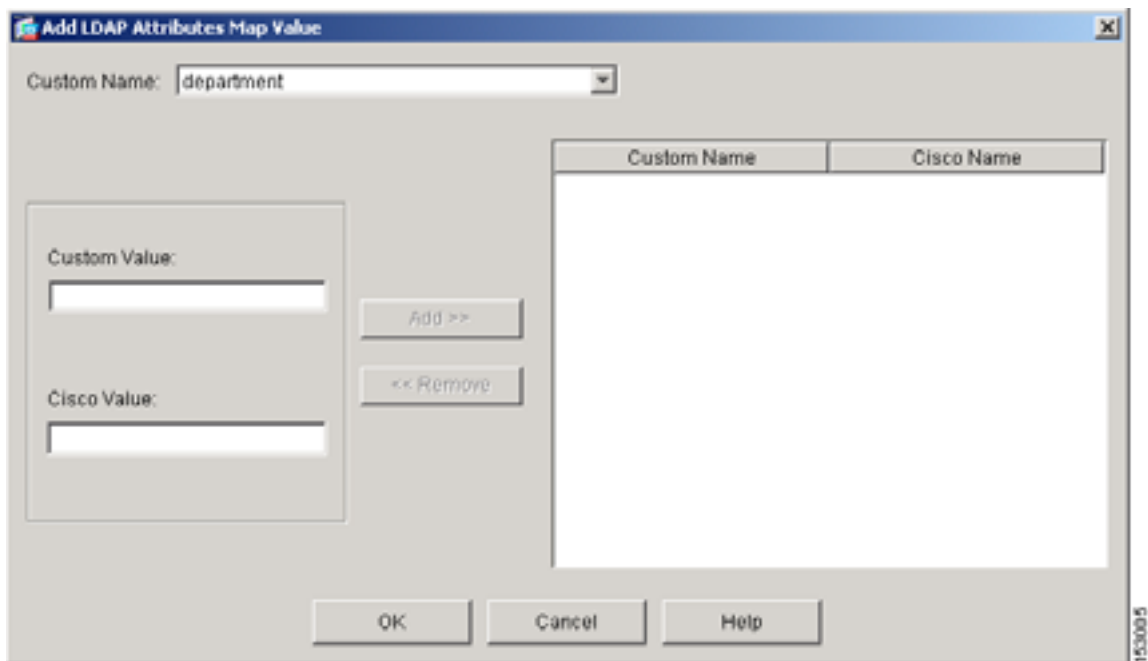 Add LDAP Attributes Map Value
Custom Name: department
Custom Name Cisco Name
Custom Value:
Add >>
<< Remove
Cisco Value:
OK Cancel Help
153005